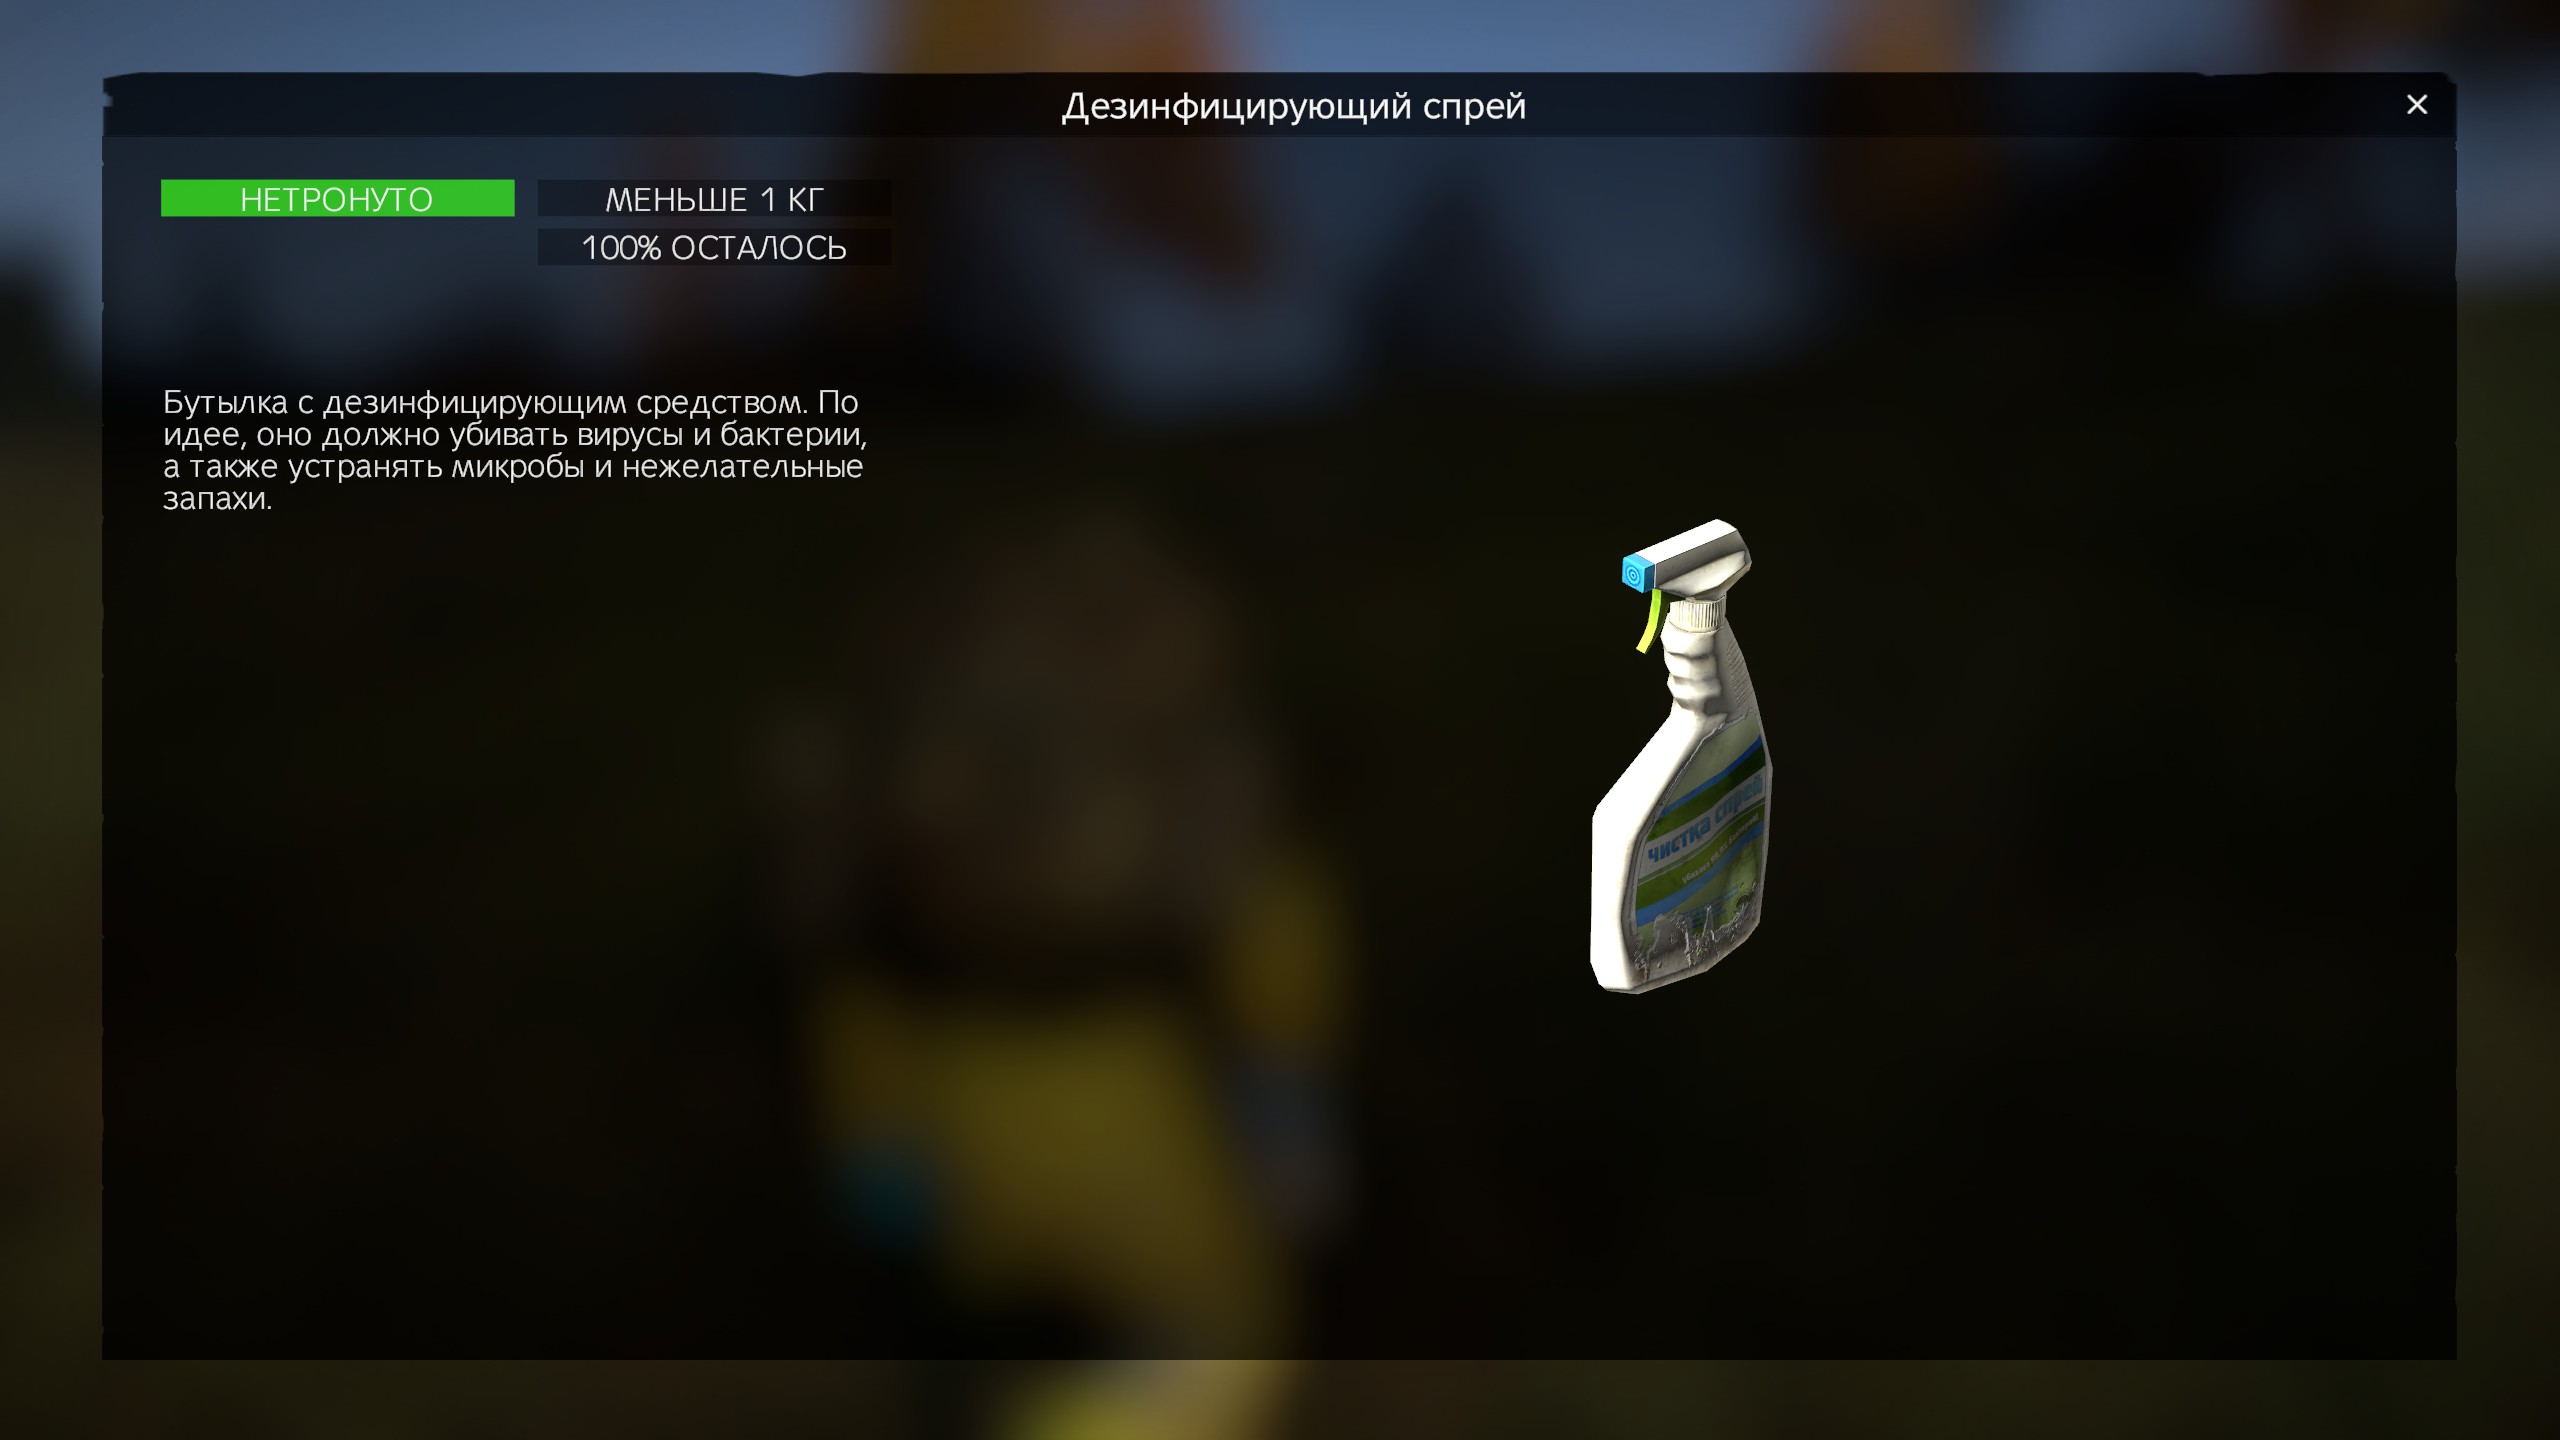 Дезинфицирующий спрей
НЕТРОНУТО
МЕНЬШЕ 1 КГ
100% ОСТАЛОСЬ
Бутылка с дезинфицирующим средством. По
идее, оно должно убивать вирусы и бактерии,
а также устранять микробы и нежелательные
запахи.
чистка спрей